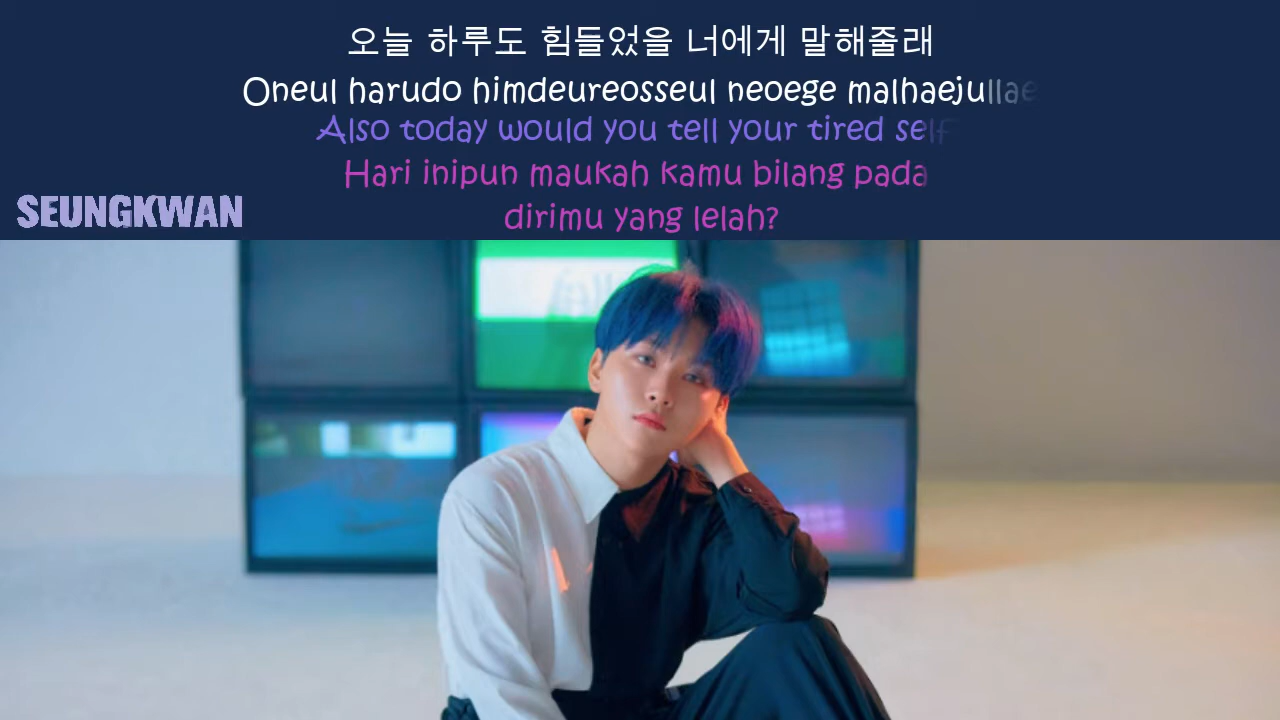 오늘 하루도 힘들었을 너에게 말해줄래
Oneul harudo himdeureosseul neoege malhaejullae
Also today would you tell your tired self
Hari inipun maukah kamu bilang pada
dirimu yang lelah?
SEUNGKWAN